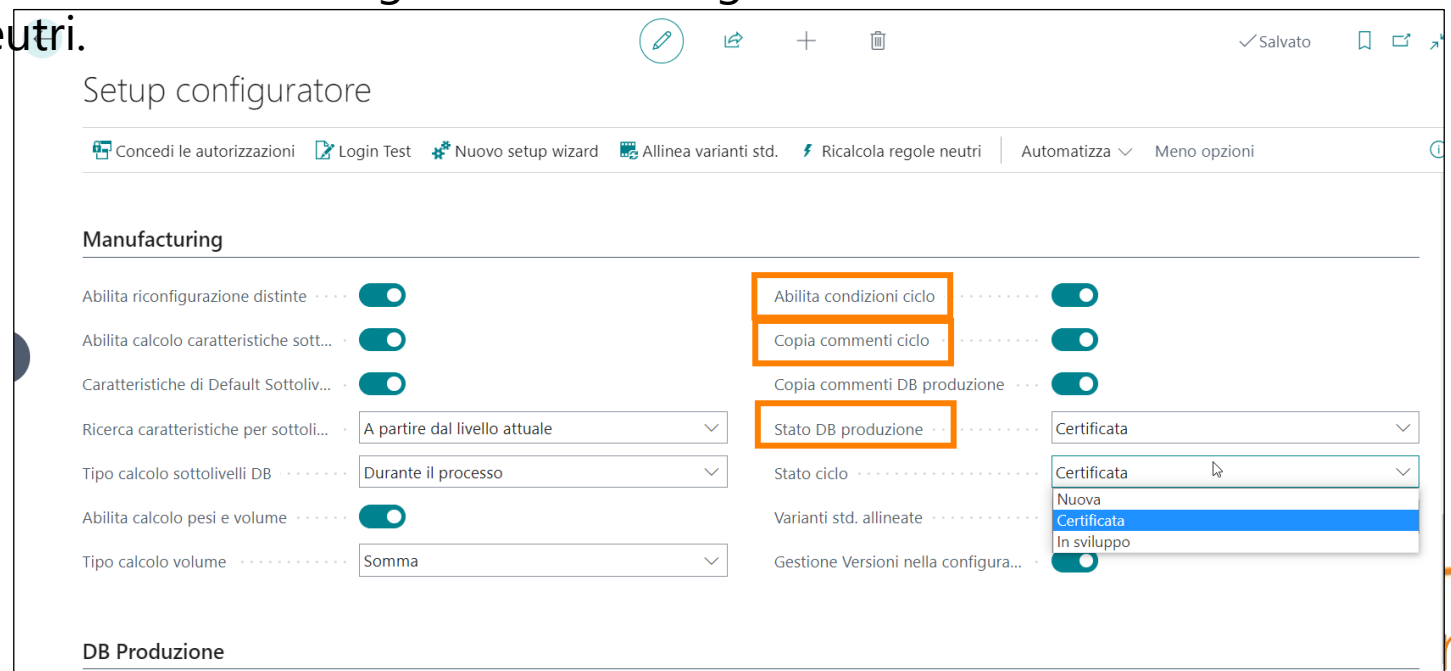 eutri.
Salvato
Setup configuratore
Concedi le autorizzazioni Login Test Nuovo setup wizard Allinea varianti std. Ricalcola regole neutri Automatizza Meno opzioni
Manufacturing
Abilita riconfigurazione distinte
Abilita condizioni ciclo
Abilita calcolo caratteristiche sott...
Copia commenti ciclo
Caratteristiche di Default Sottoliv...
Copia commenti DB produzione
Ricerca caratteristiche per sottoli... A partire dal livello attuale
Stato DB produzione Certificata
Tipo calcolo sottolivelli DB Durante il processo
Stato ciclo Certificata
Nuova
Certificata
In sviluppo
Abilita calcolo pesi e volume
Varianti std. allineate
Tipo calcolo volume Somma
Gestione Versioni nella configura...
DB Produzione